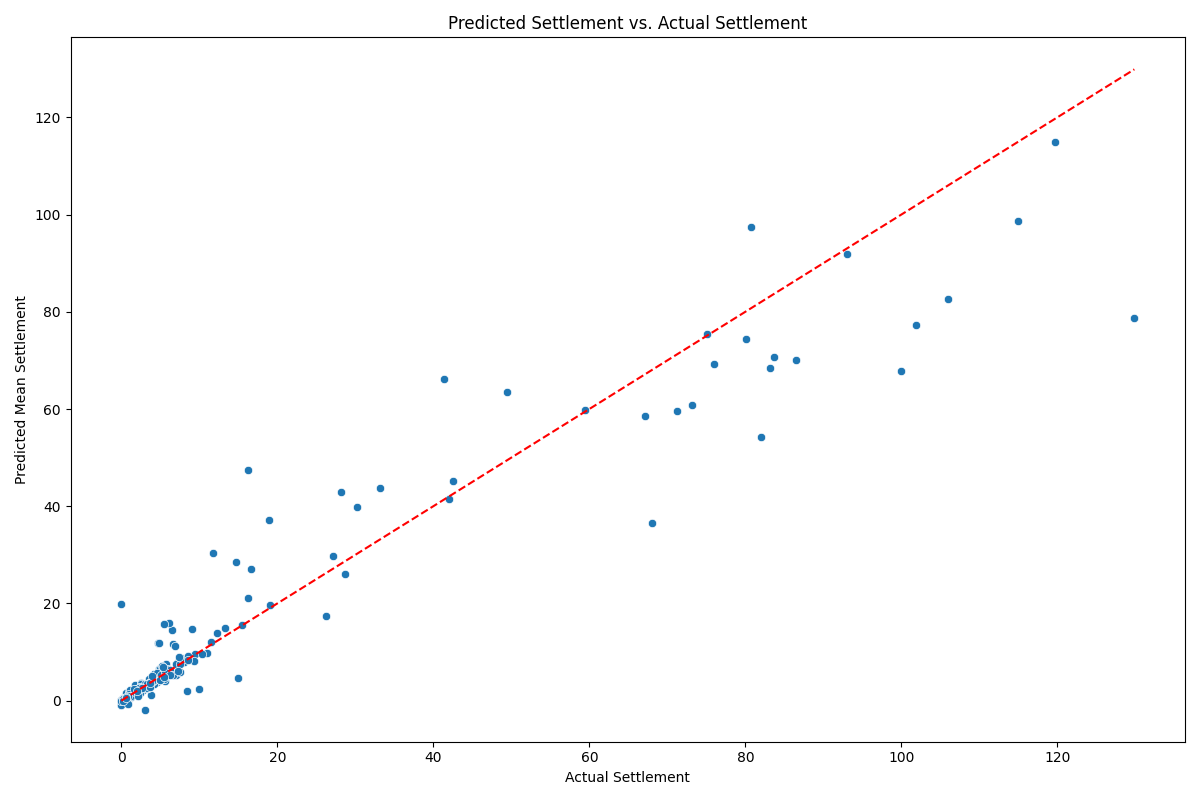 Predicted Settlement vs. Actual Settlement
Predicted Mean Settlement
120
100
80
60
40
20
0
0 20 40 60 80 100 120
Actual Settlement